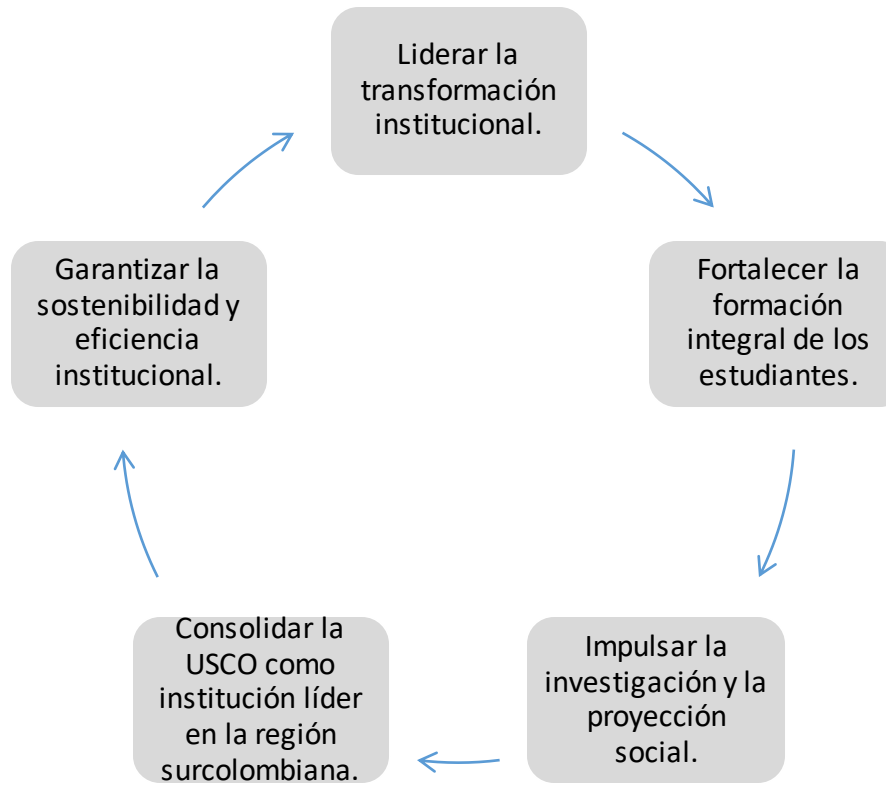 Liderar la
transformación
institucional.
Fortalecer la
formación
integral de los
estudiantes.
Impulsar la
investigación y la
proyección
social.
Consolidar la
USCO como
institución líder
en la región
surcolombiana.
Garantizar la
sostenibilidad y
eficiencia
institucional.